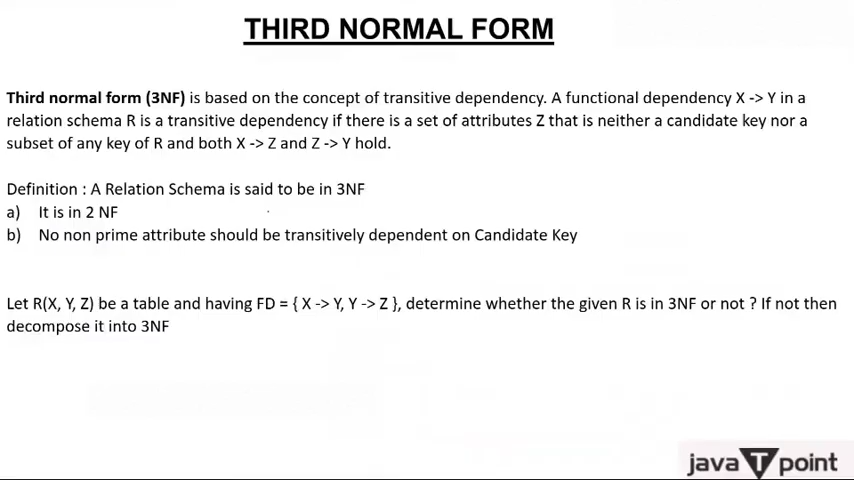 THIRD NORMAL FORM
Third normal form (3NF) is based on the concept of transitive dependency. A functional dependency X -> Y in a
relation schema R is a transitive dependency if there is a set of attributes Z that is neither a candidate key nor a
subset of any key of R and both X -> Z and Z -> Y hold.
Definition : A Relation Schema is said to be in 3NF
a) It is in 2 NF
b) No non prime attribute should be transitively dependent on Candidate Key
Let R(X, Y, Z) be a table and having FD = { X -> Y, Y -> Z }, determine whether the given R is in 3NF or not ? If not then
decompose it into 3NF
java T point